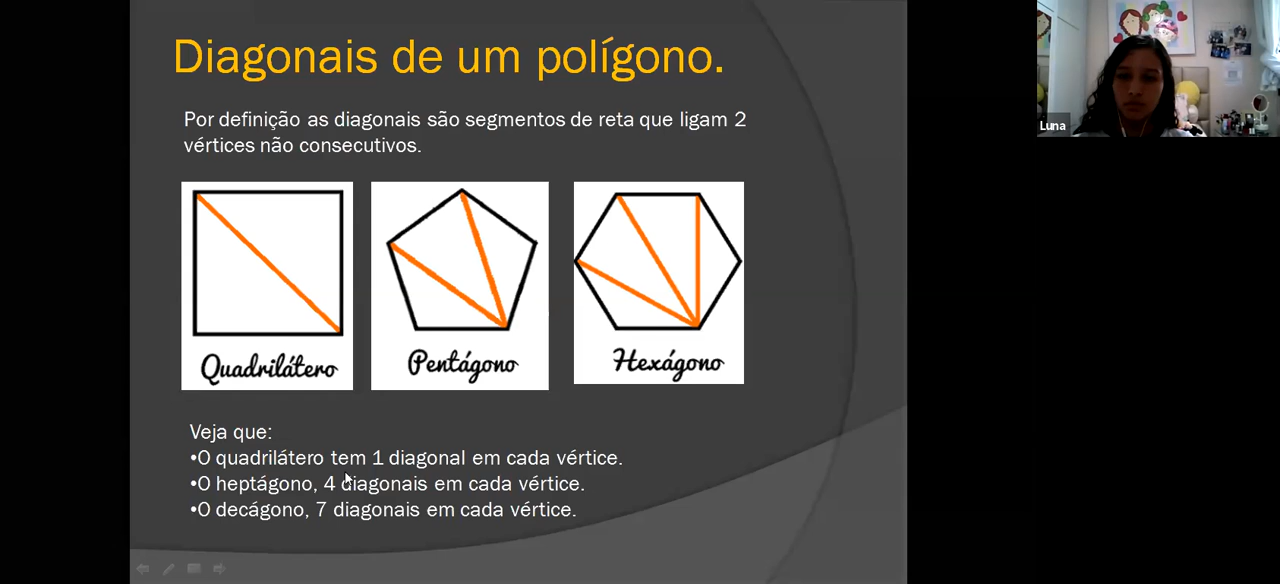 Diagonais de um polígono.
Luna
Por definição as diagonais são segmentos de reta que ligam 2
vértices não consecutivos.
Quadrilátero
Pentágono
Hexágono
Veja que:
•O quadrilátero tem 1 diagonal em cada vértice.
•O heptágono, 4 diagonais em cada vértice.
•O decágono, 7 diagonais em cada vértice.